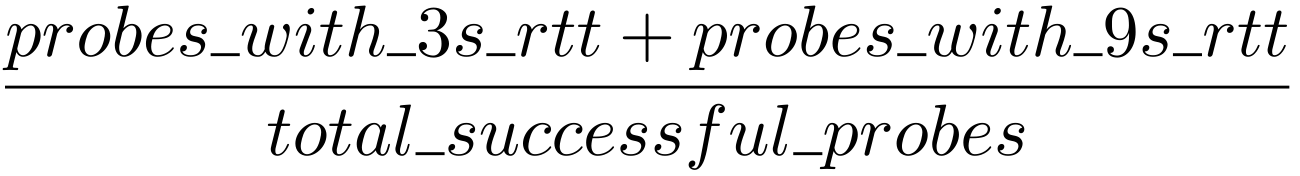 probes_with_3s_rtt + probes_with_9s_rtt
total_successful_probes